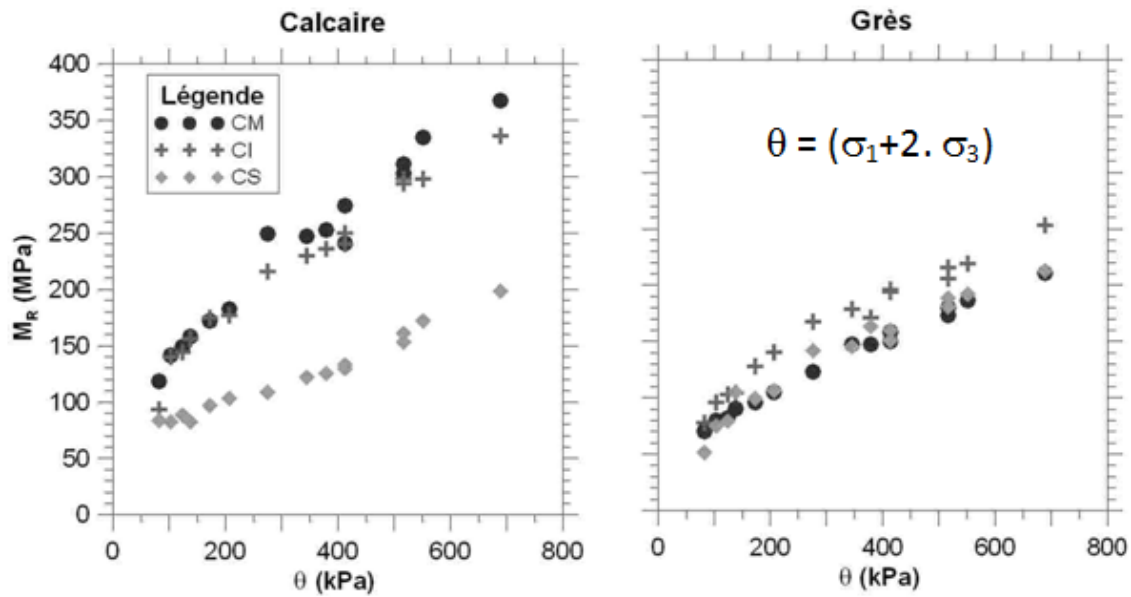 Calcaire
400
350
300
250
200
150
100
50
0
M_R (MPa)
Légende
CM
CI
CS
0 200 400 600 800
θ (kPa)
Grès
θ = (σ₁+2. σ₃)
0 200 400 600 800
θ (kPa)